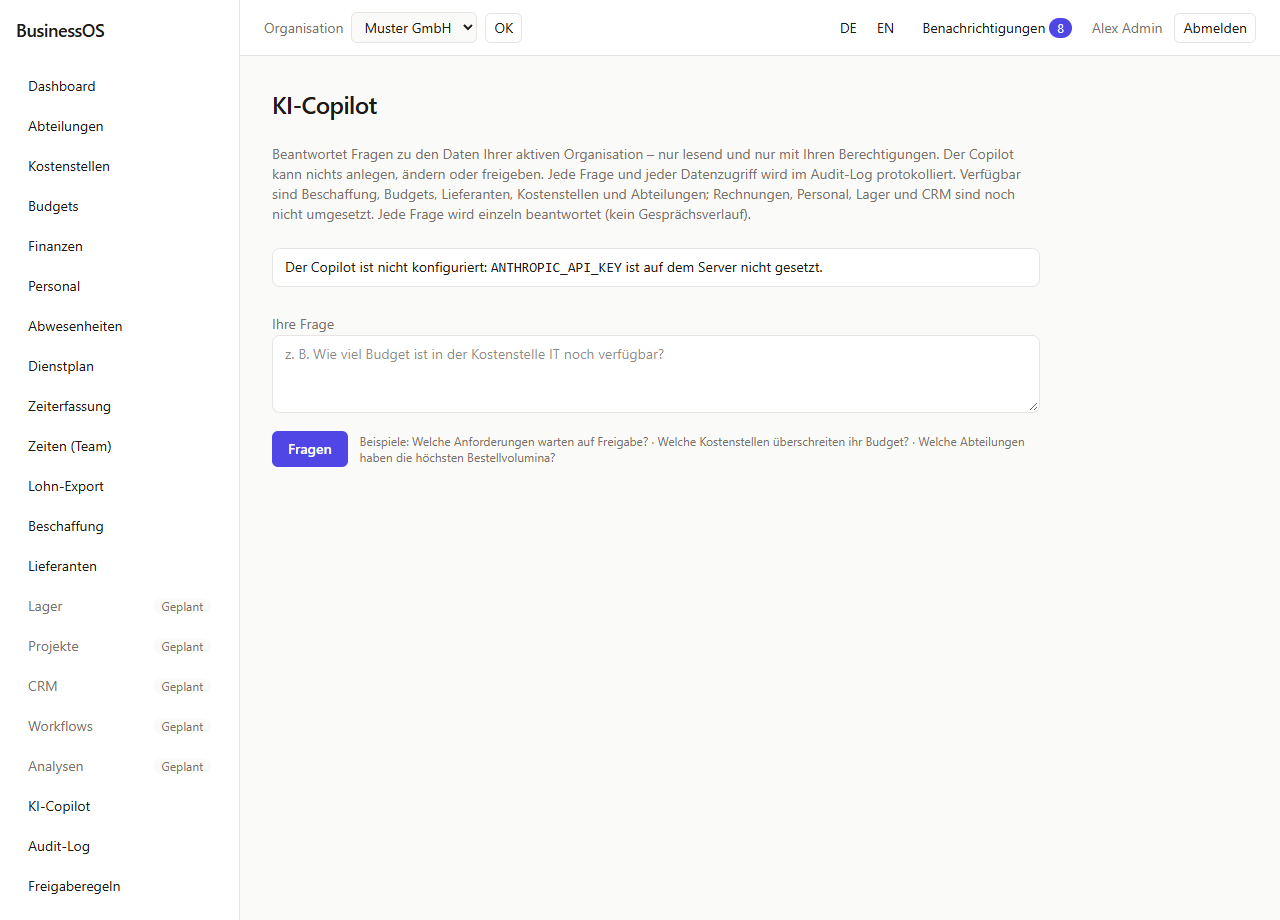 BusinessOS
Organisation Muster GmbH OK DE EN Benachrichtigungen 8 Alex Admin Abmelden
Dashboard
Abteilungen
Kostenstellen
Budgets
Finanzen
Personal
Abwesenheiten
Dienstplan
Zeiterfassung
Zeiten (Team)
Lohn-Export
Beschaffung
Lieferanten
Lager Geplant
Projekte Geplant
CRM Geplant
Workflows Geplant
Analysen Geplant
KI-Copilot
Audit-Log
Freigaberegeln
KI-Copilot
Beantwortet Fragen zu den Daten Ihrer aktiven Organisation – nur lesend und nur mit Ihren Berechtigungen. Der Copilot
kann nichts anlegen, ändern oder freigeben. Jede Frage und jeder Datenzugriff wird im Audit-Log protokolliert. Verfügbar
sind Beschaffung, Budgets, Lieferanten, Kostenstellen und Abteilungen; Rechnungen, Personal, Lager und CRM sind noch
nicht umgesetzt. Jede Frage wird einzeln beantwortet (kein Gesprächsverlauf).
Der Copilot ist nicht konfiguriert: ANTHROPIC_API_KEY ist auf dem Server nicht gesetzt.
Ihre Frage
z. B. Wie viel Budget ist in der Kostenstelle IT noch verfügbar?
Fragen
Beispiele: Welche Anforderungen warten auf Freigabe? · Welche Kostenstellen überschreiten ihr Budget? · Welche Abteilungen
haben die höchsten Bestellvolumina?